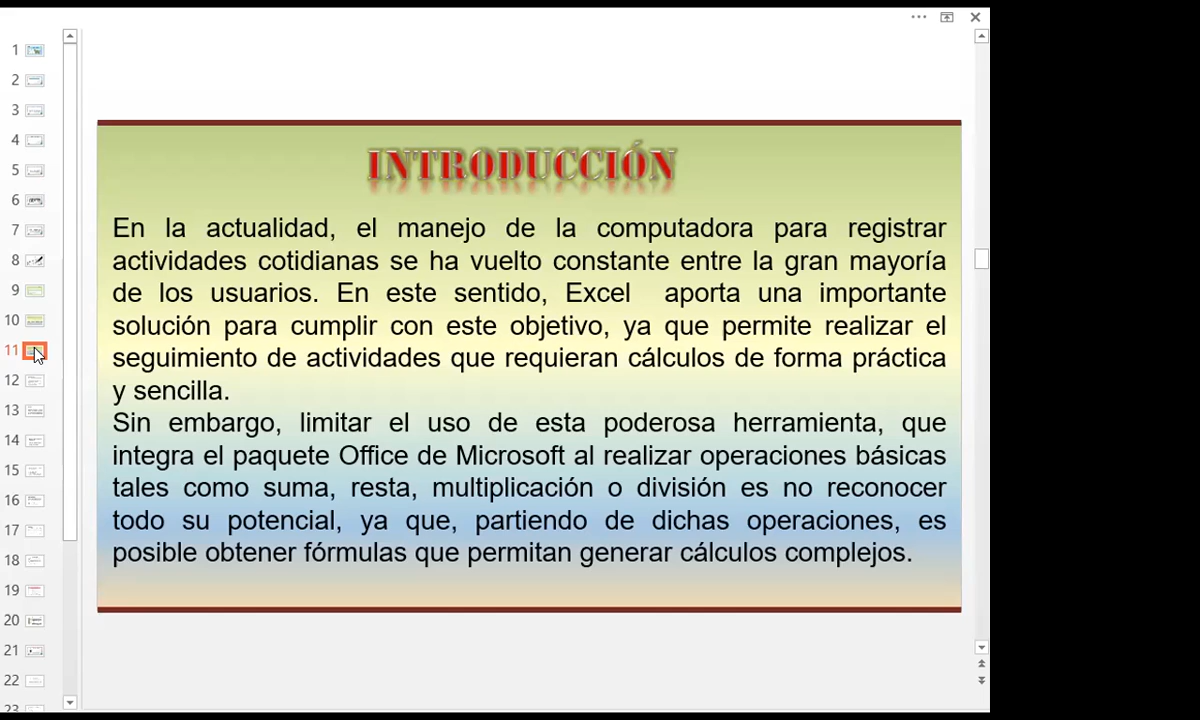 1
2
3
4
5
6
7
8
9
10
11
12
13
14
15
16
17
18
19
20
21
22
23
INTRODUCCIÓN
En la actualidad, el manejo de la computadora para registrar
actividades cotidianas se ha vuelto constante entre la gran mayoría
de los usuarios. En este sentido, Excel aporta una importante
solución para cumplir con este objetivo, ya que permite realizar el
seguimiento de actividades que requieran cálculos de forma práctica
y sencilla.
Sin embargo, limitar el uso de esta poderosa herramienta, que
integra el paquete Office de Microsoft al realizar operaciones básicas
tales como suma, resta, multiplicación o división es no reconocer
todo su potencial, ya que, partiendo de dichas operaciones, es
posible obtener fórmulas que permitan generar cálculos complejos.